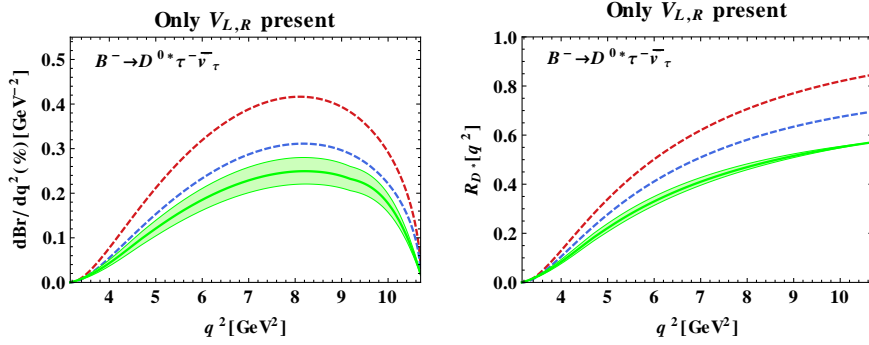 Only V_{L,R} present
B⁻→D^{0*} τ⁻ ν̅_τ
dBr/dq²(%)[GeV⁻²]
0.5
0.4
0.3
0.2
0.1
0.0
4 5 6 7 8 9 10
q²[GeV²]
Only V_{L,R} present
B⁻→D^{0*} τ⁻ ν̅_τ
R_D·[q²]
1.0
0.8
0.6
0.4
0.2
0.0
4 5 6 7 8 9 10
q²[GeV²]